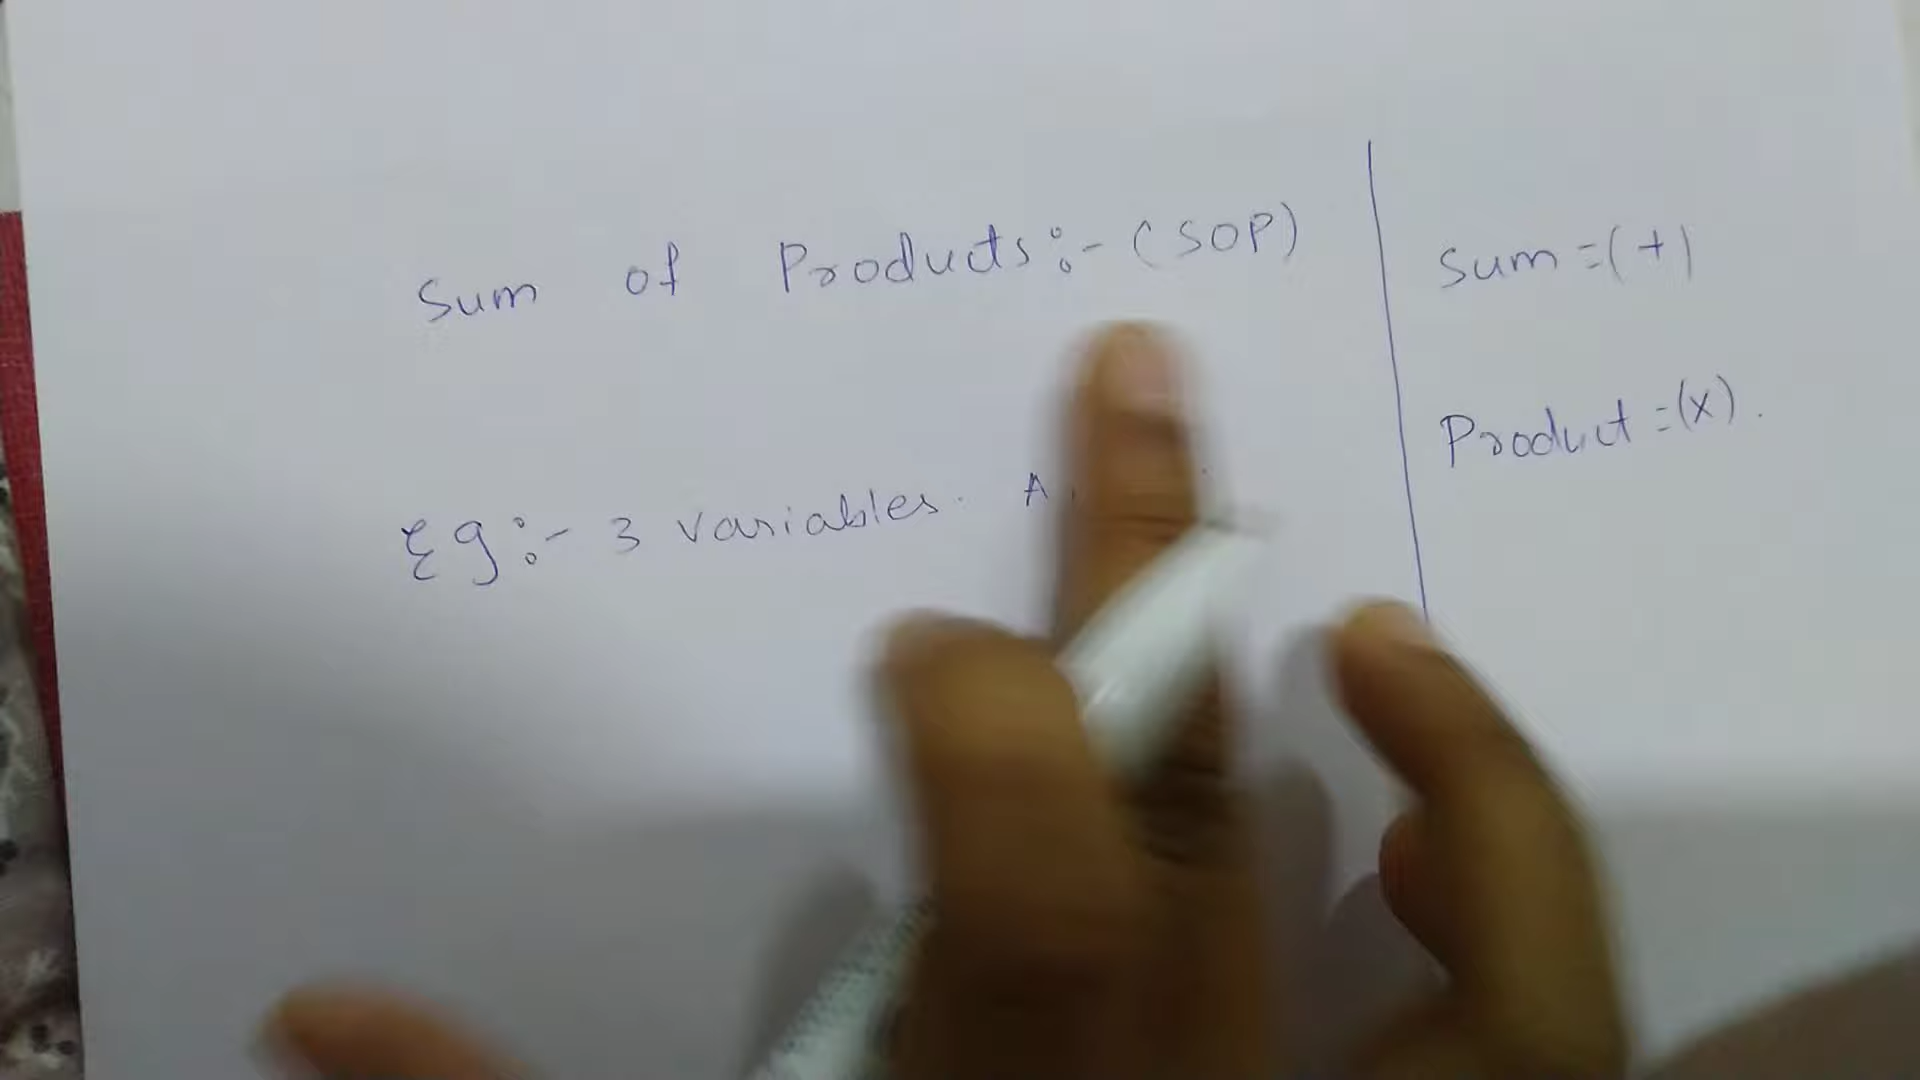 Sum of Products:- (SOP)
Eg:- 3 variables. A,
Sum =(+)
Product =(x).